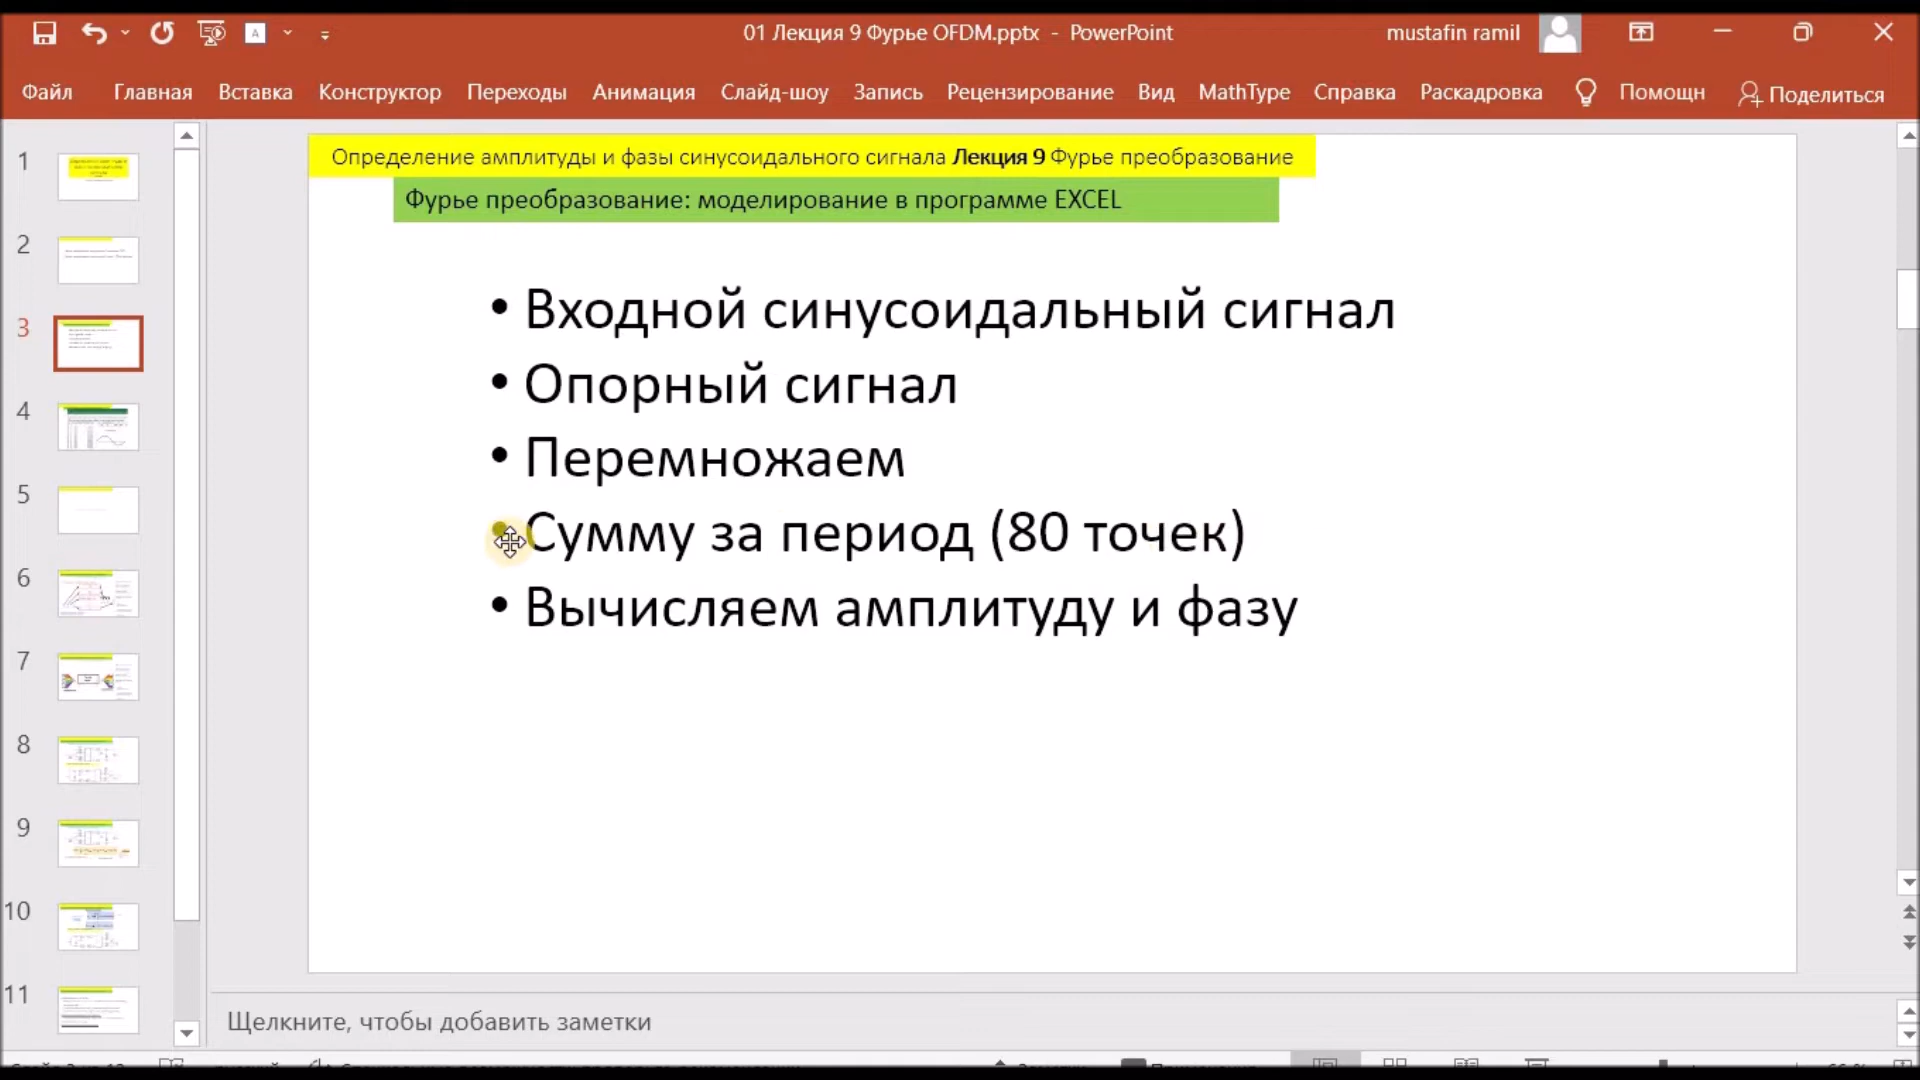 01 Лекция 9 Фурье OFDM.pptx - PowerPoint
mustafin ramil
Файл Главная Вставка Конструктор Переходы Анимация Слайд-шоу Запись Рецензирование Вид MathType Справка Раскадровка Помощн Поделиться
1
2
3
4
5
6
7
8
9
10
11
Определение амплитуды и фазы синусоидального сигнала Лекция 9 Фурье преобразование
Фурье преобразование: моделирование в программе EXCEL
• Входной синусоидальный сигнал
• Опорный сигнал
• Перемножаем
• Сумму за период (80 точек)
• Вычисляем амплитуду и фазу
Щелкните, чтобы добавить заметки